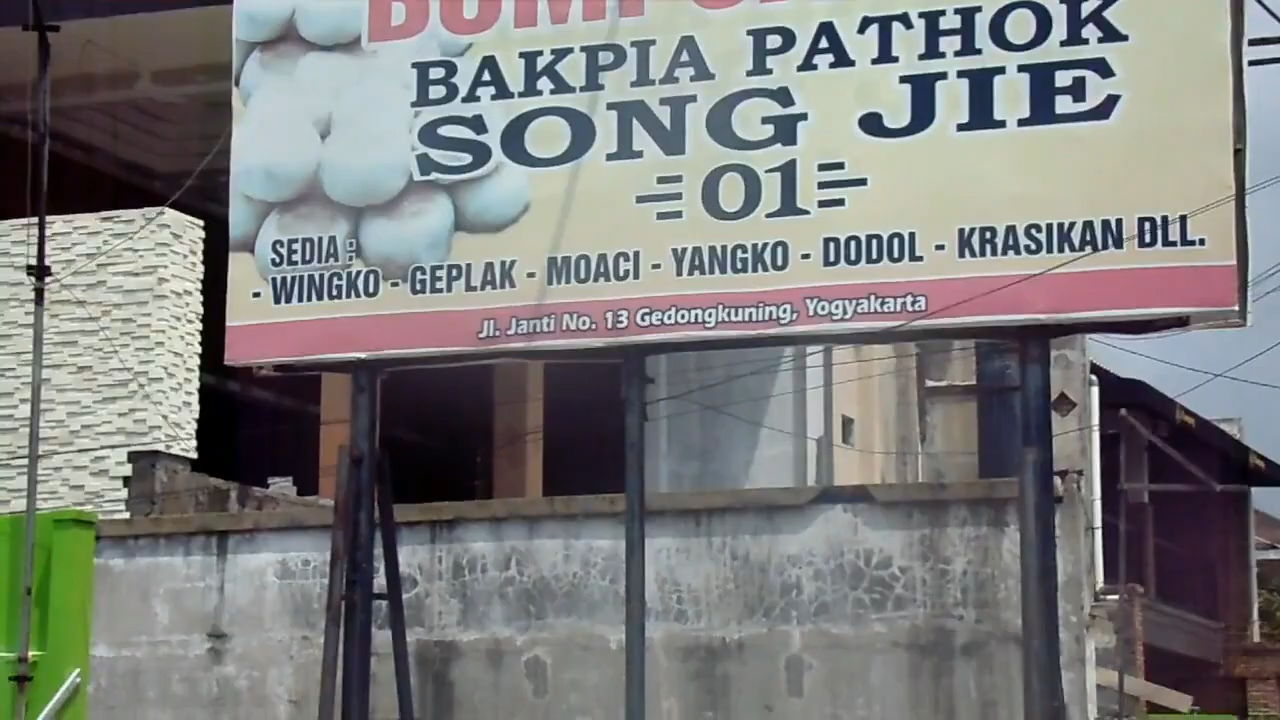 BAKPIA PATHOK
SONG JIE
01
SEDIA :
- WINGKO - GEPLAK - MOACI - YANGKO - DODOL - KRASIKAN DLL.
Jl. Janti No. 13 Gedongkuning, Yogyakarta